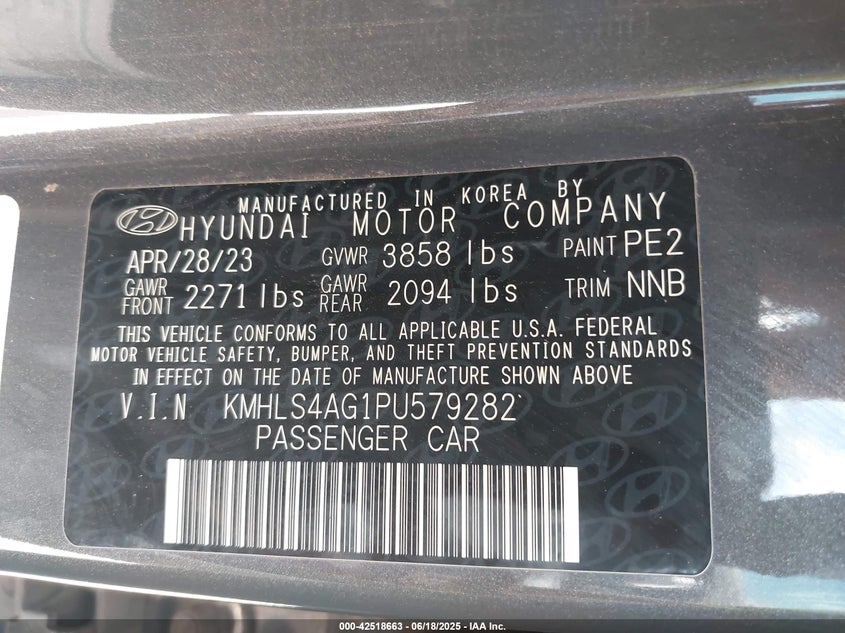 MANUFACTURED IN KOREA BY
HYUNDAI MOTOR COMPANY
APR/28/23 GVWR 3858 lbs PAINT PE2
GAWR FRONT 2271 lbs GAWR REAR 2094 lbs TRIM NNB
THIS VEHICLE CONFORMS TO ALL APPLICABLE U.S.A. FEDERAL
MOTOR VEHICLE SAFETY, BUMPER, AND THEFT PREVENTION STANDARDS
IN EFFECT ON THE DATE OF MANUFACTURE SHOWN ABOVE
V.I.N KMHLS4AG1PU579282
PASSENGER CAR
000-42518663 - 06/18/2025 - IAA Inc.